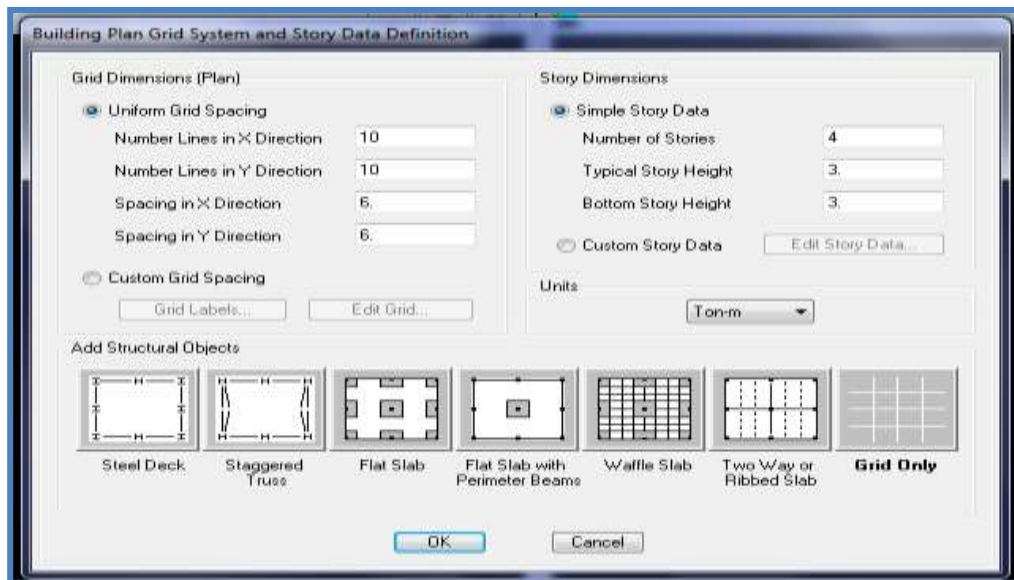 Building Plan Grid System and Story Data Definition
Grid Dimensions (Plan)
Uniform Grid Spacing
Number Lines in X Direction 10
Number Lines in Y Direction 10
Spacing in X Direction 6.
Spacing in Y Direction 6.
Custom Grid Spacing
Grid Labels... Edit Grid...
Story Dimensions
Simple Story Data
Number of Stories 4
Typical Story Height 3.
Bottom Story Height 3.
Custom Story Data Edit Story Data...
Units
Ton-m
Add Structural Objects
Steel Deck
Staggered
Truss
Flat Slab
Flat Slab with
Perimeter Beams
Waffle Slab
Two Way or
Ribbed Slab
Grid Only
OK Cancel